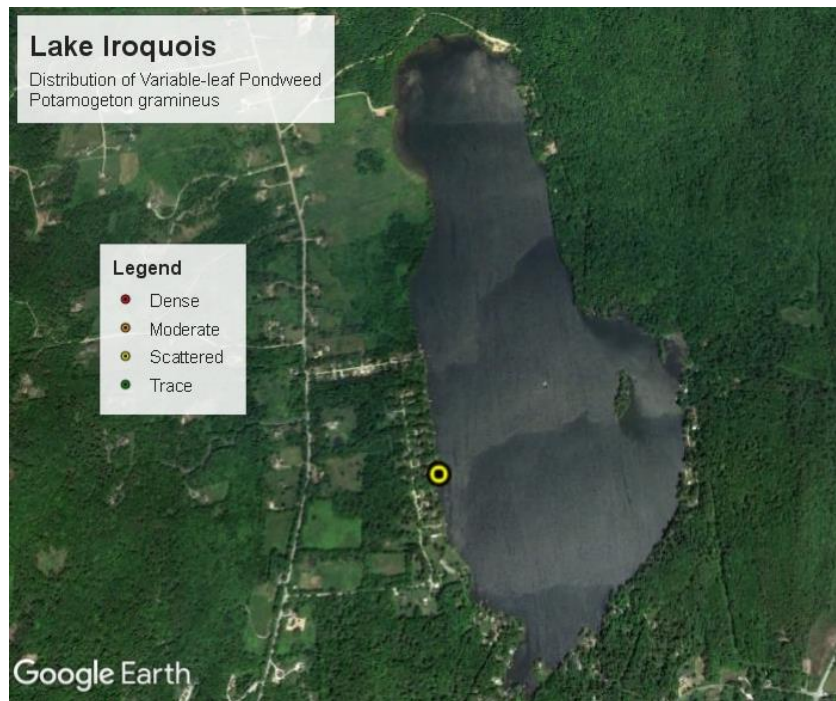 Lake Iroquois
Distribution of Variable-leaf Pondweed
Potamogeton gramineus
Legend
Dense
Moderate
Scattered
Trace
Google Earth